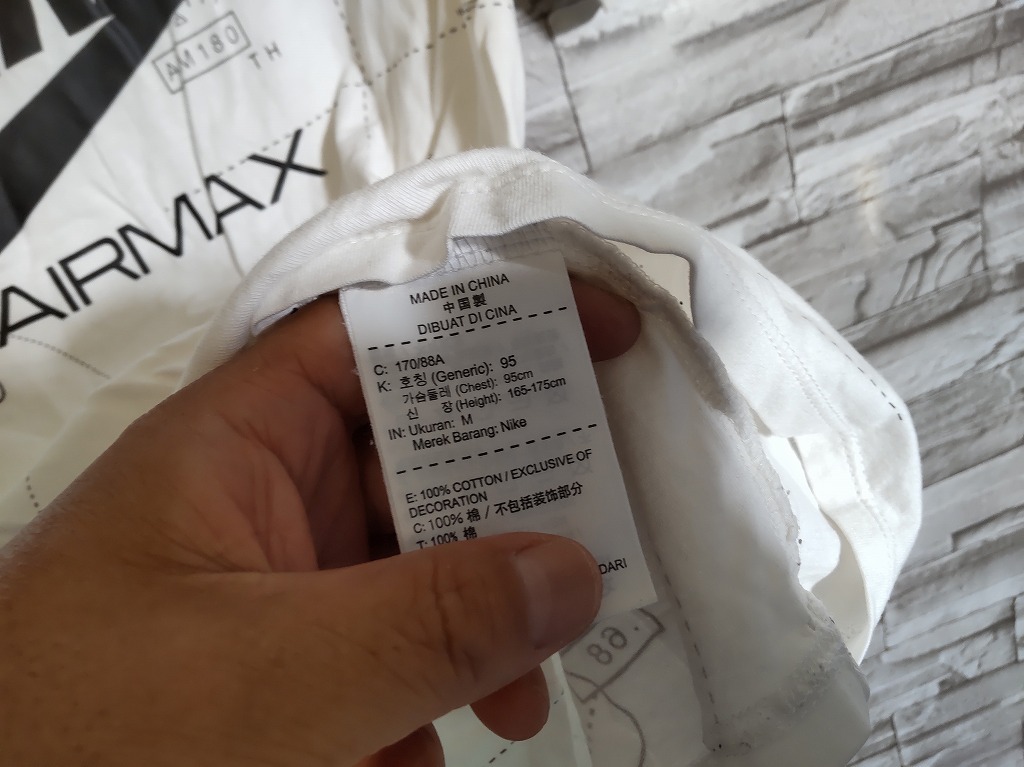 AM180
TH
AIRMAX
MADE IN CHINA
中国製
DIBUAT DI CINA
C: 170/88A
K: 호칭 (Generic): 95
가슴둘레 (Chest): 95cm
신 장 (Height): 165-175cm
IN: Ukuran: M
Merek Barang: Nike
E: 100% COTTON / EXCLUSIVE OF
DECORATION
C: 100% 棉 / 不包括装饰部分
T: 100% 棉
DARI